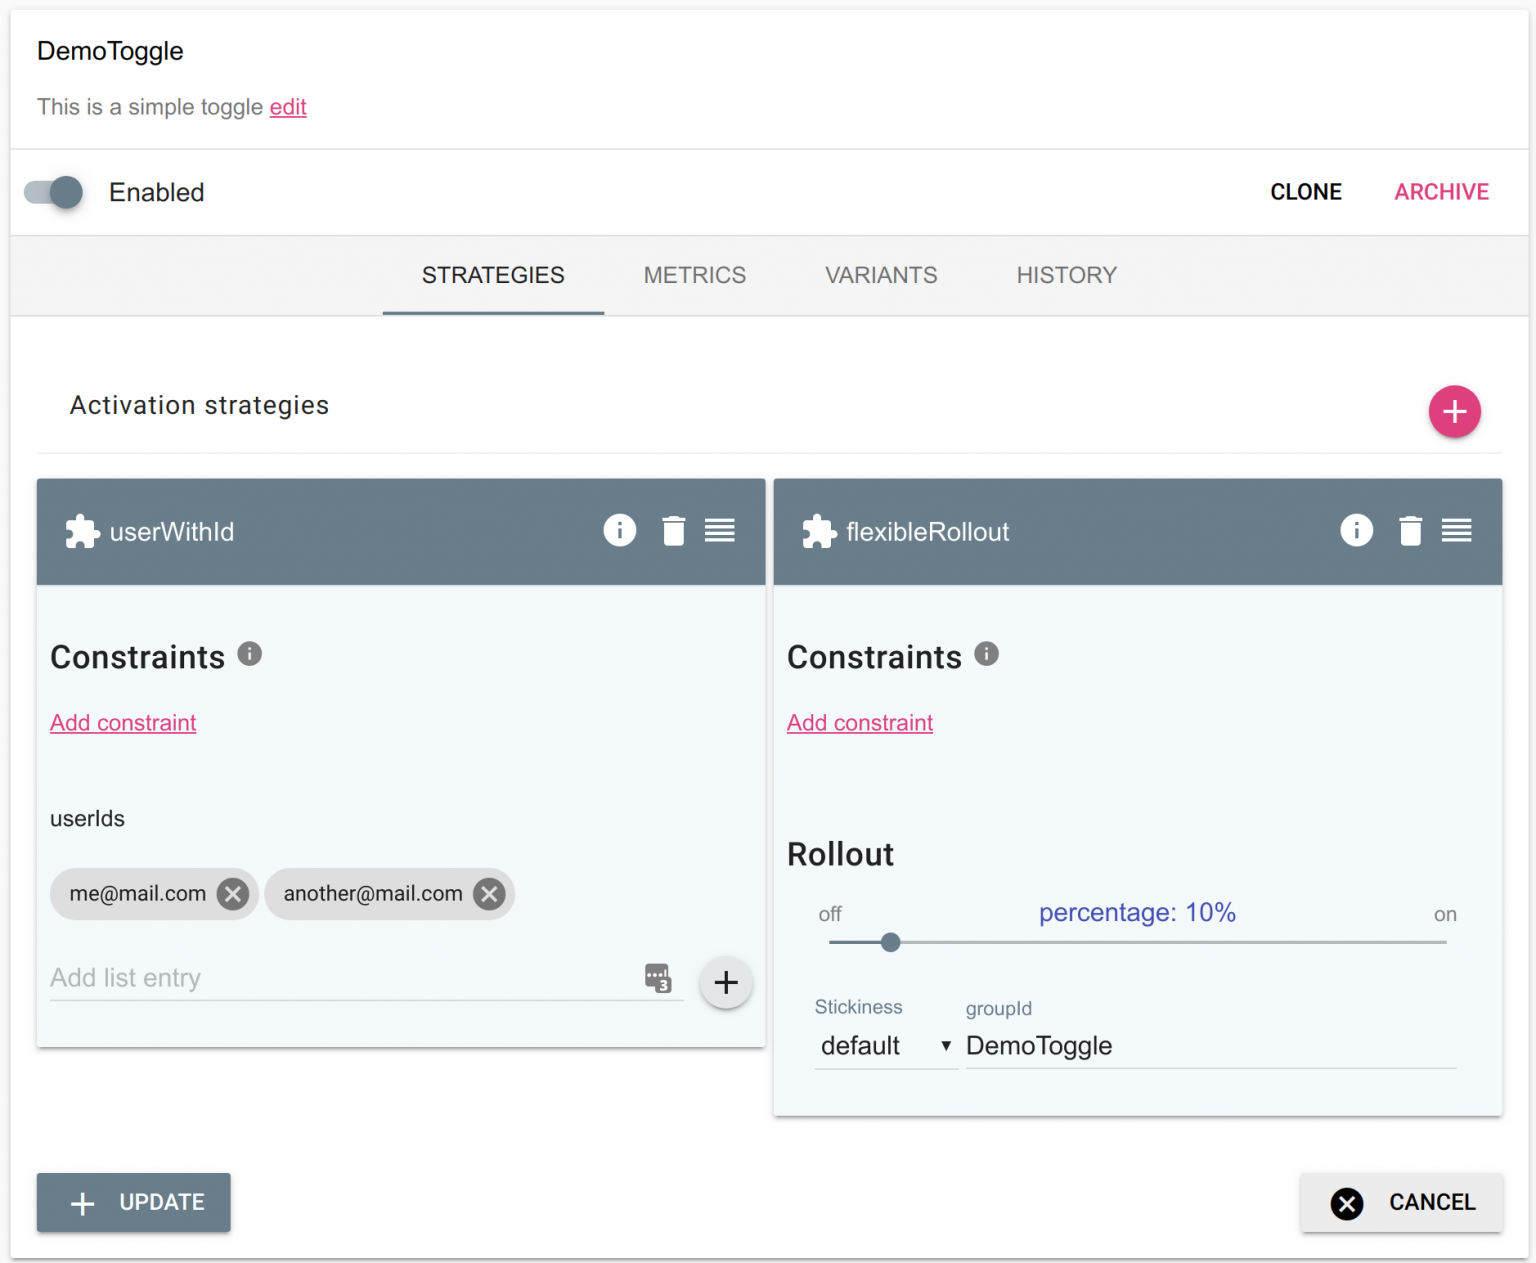 DemoToggle
This is a simple toggle edit
Enabled
CLONE
ARCHIVE
STRATEGIES
METRICS
VARIANTS
HISTORY
Activation strategies
userWithId
Constraints
Add constraint
userIds
me@mail.com
another@mail.com
Add list entry
3
flexibleRollout
Constraints
Add constraint
Rollout
off
percentage: 10%
on
Stickiness
groupId
default
DemoToggle
UPDATE
CANCEL